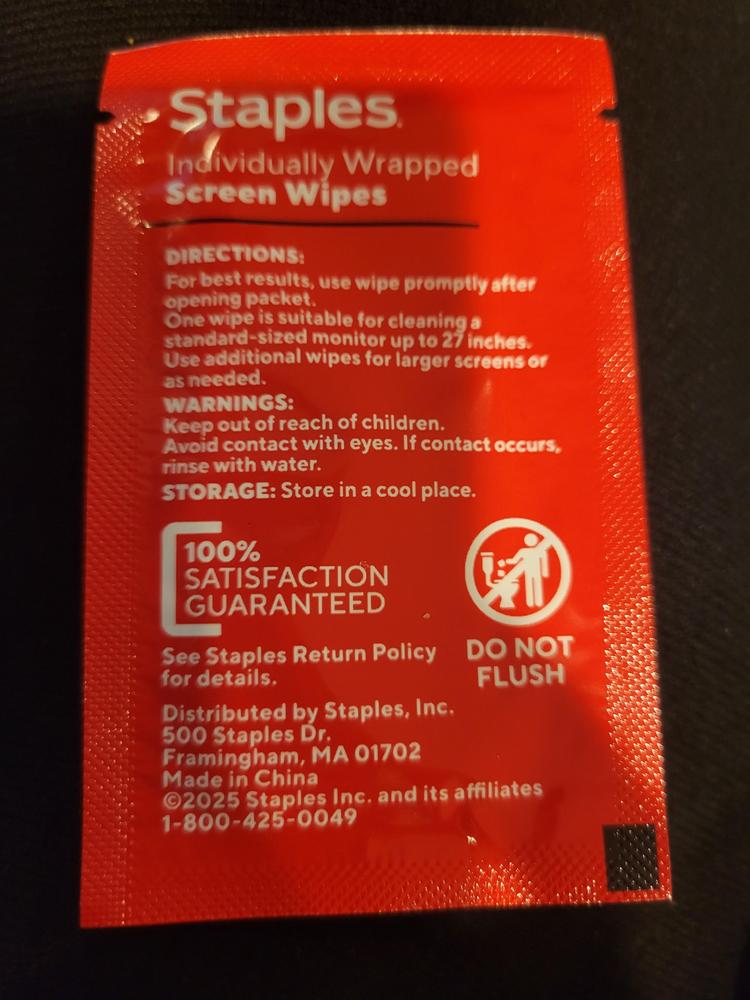 Staples
Individually Wrapped
Screen Wipes
DIRECTIONS:
For best results, use wipe promptly after
opening packet.
One wipe is suitable for cleaning a
standard-sized monitor up to 27 inches.
Use additional wipes for larger screens or
as needed.
WARNINGS:
Keep out of reach of children.
Avoid contact with eyes. If contact occurs,
rinse with water.
STORAGE: Store in a cool place.
100%
SATISFACTION
GUARANTEED
See Staples Return Policy
for details.
DO NOT
FLUSH
Distributed by Staples, Inc.
500 Staples Dr.
Framingham, MA 01702
Made in China
©2025 Staples Inc. and its affiliates
1-800-425-0049